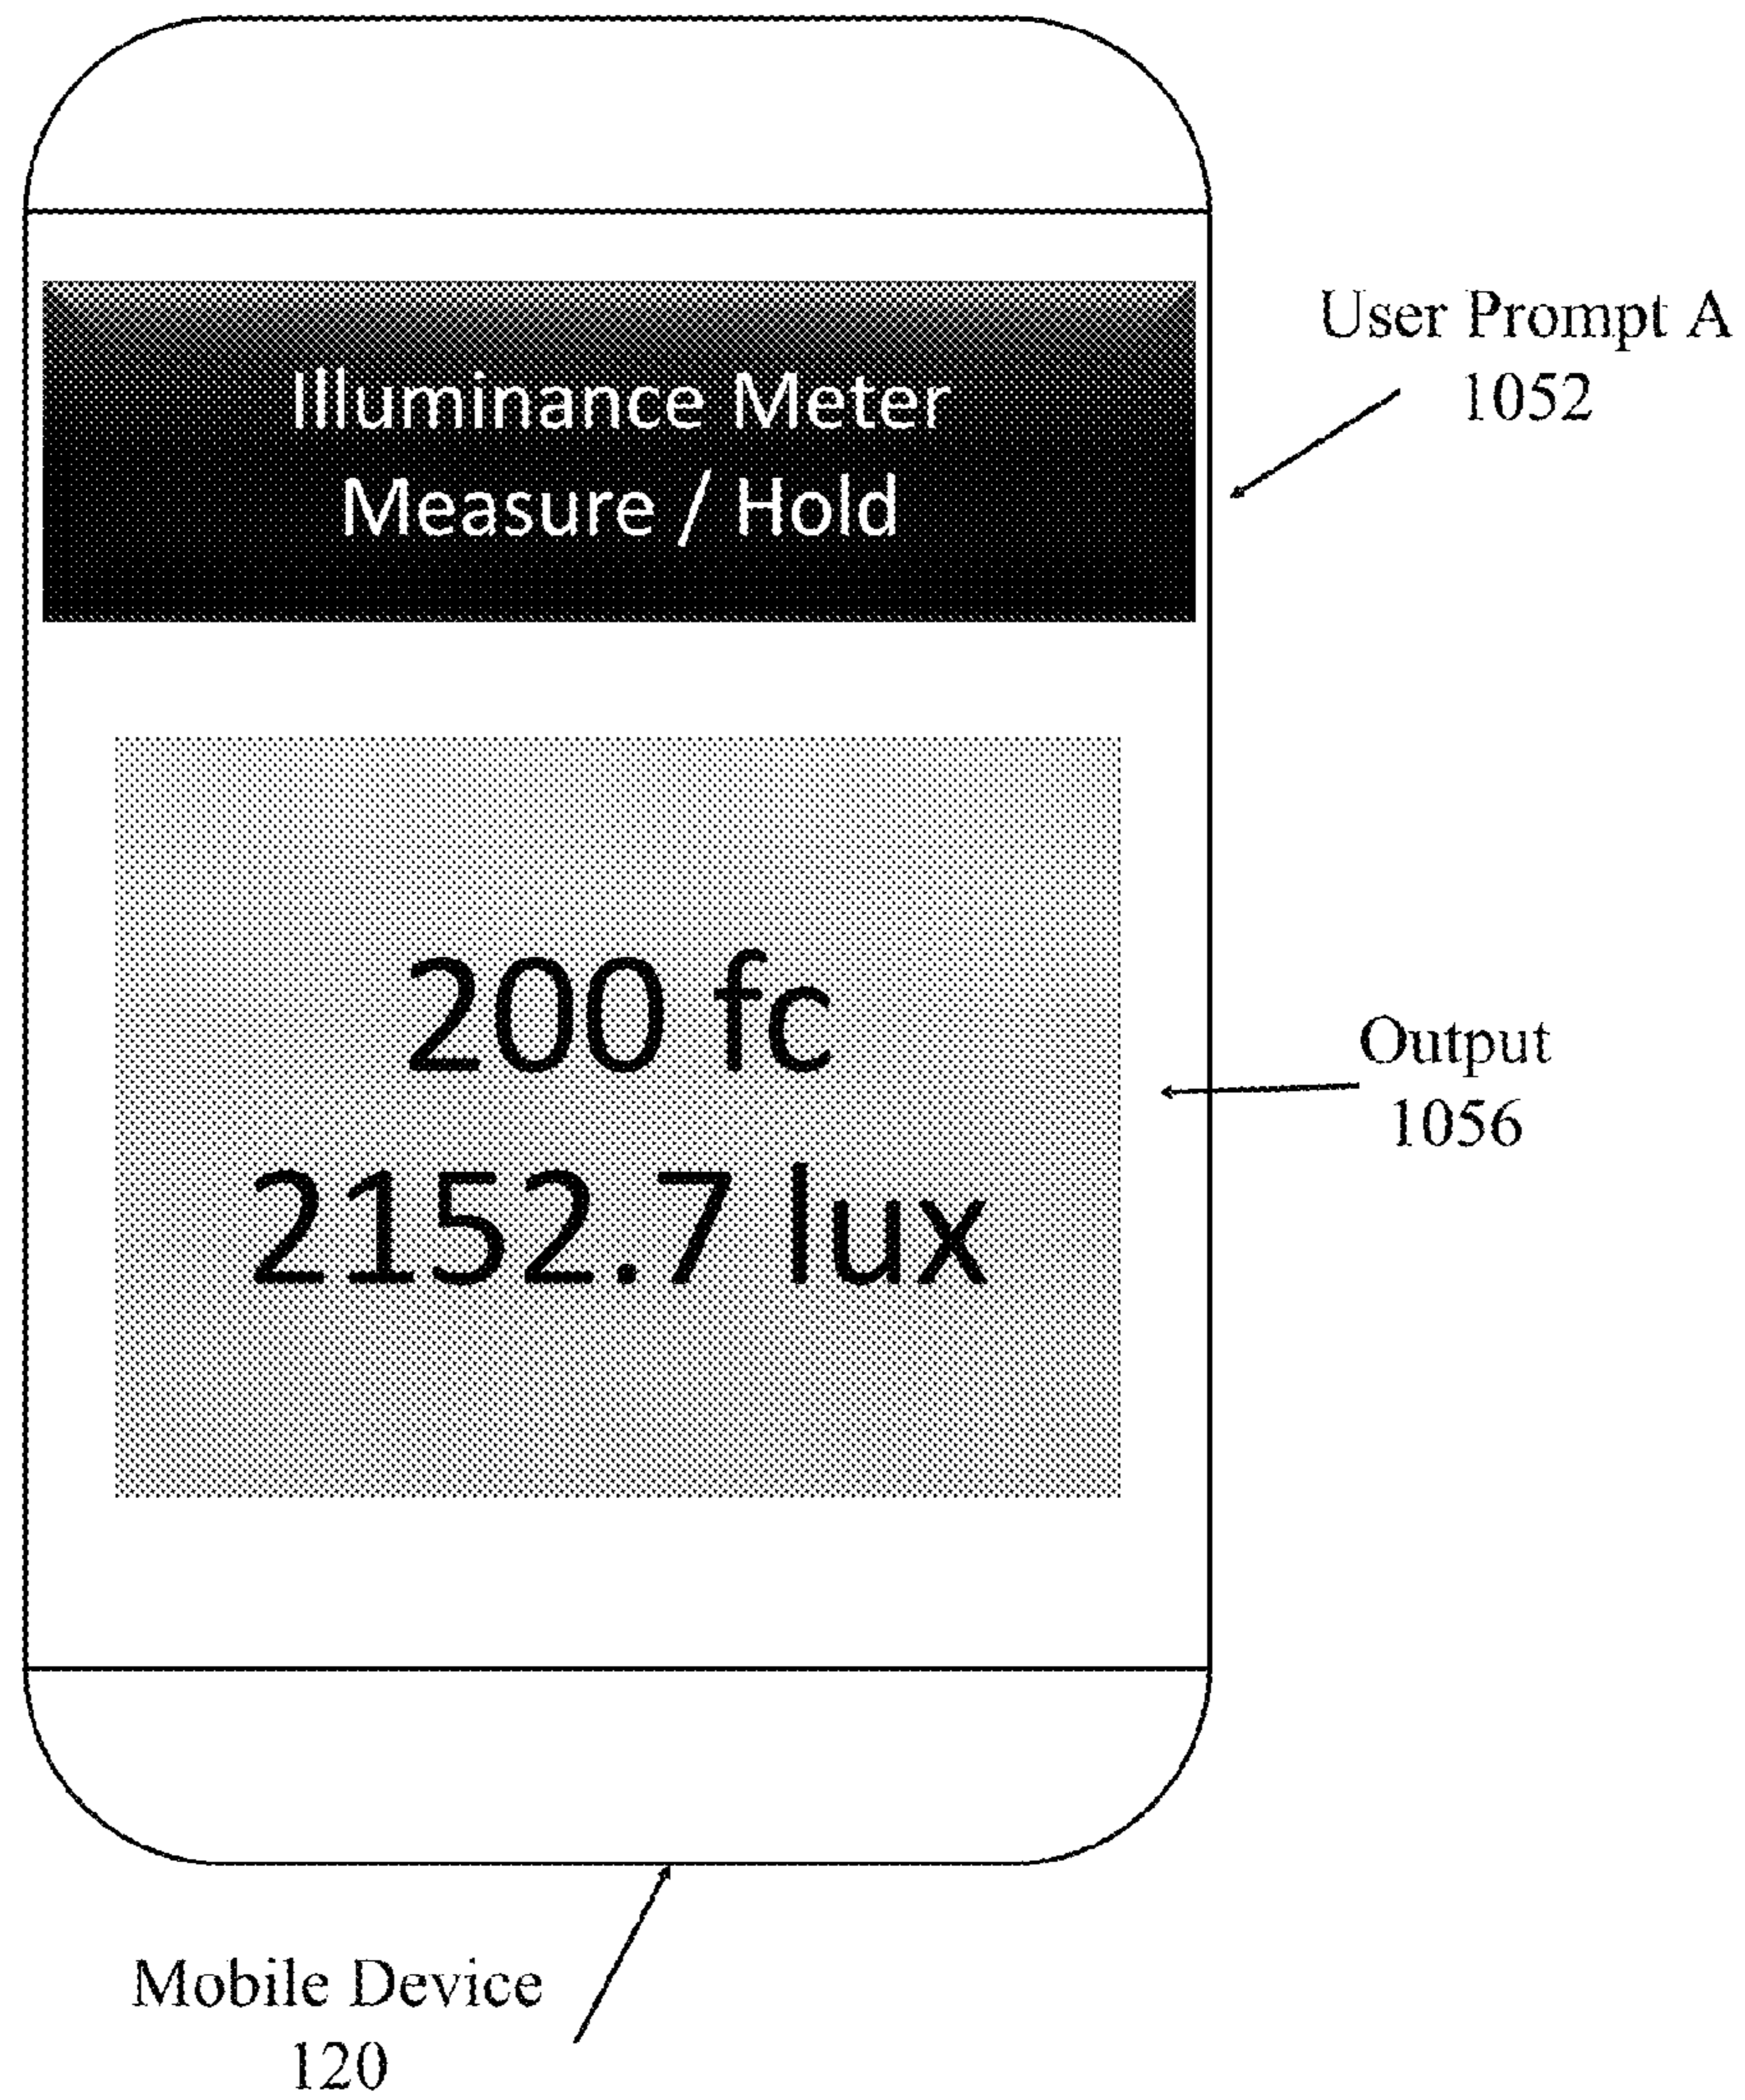 Illuminance Meter
Measure / Hold
User Prompt A
1052
200 fc
2152.7 lux
Output
1056
Mobile Device
120